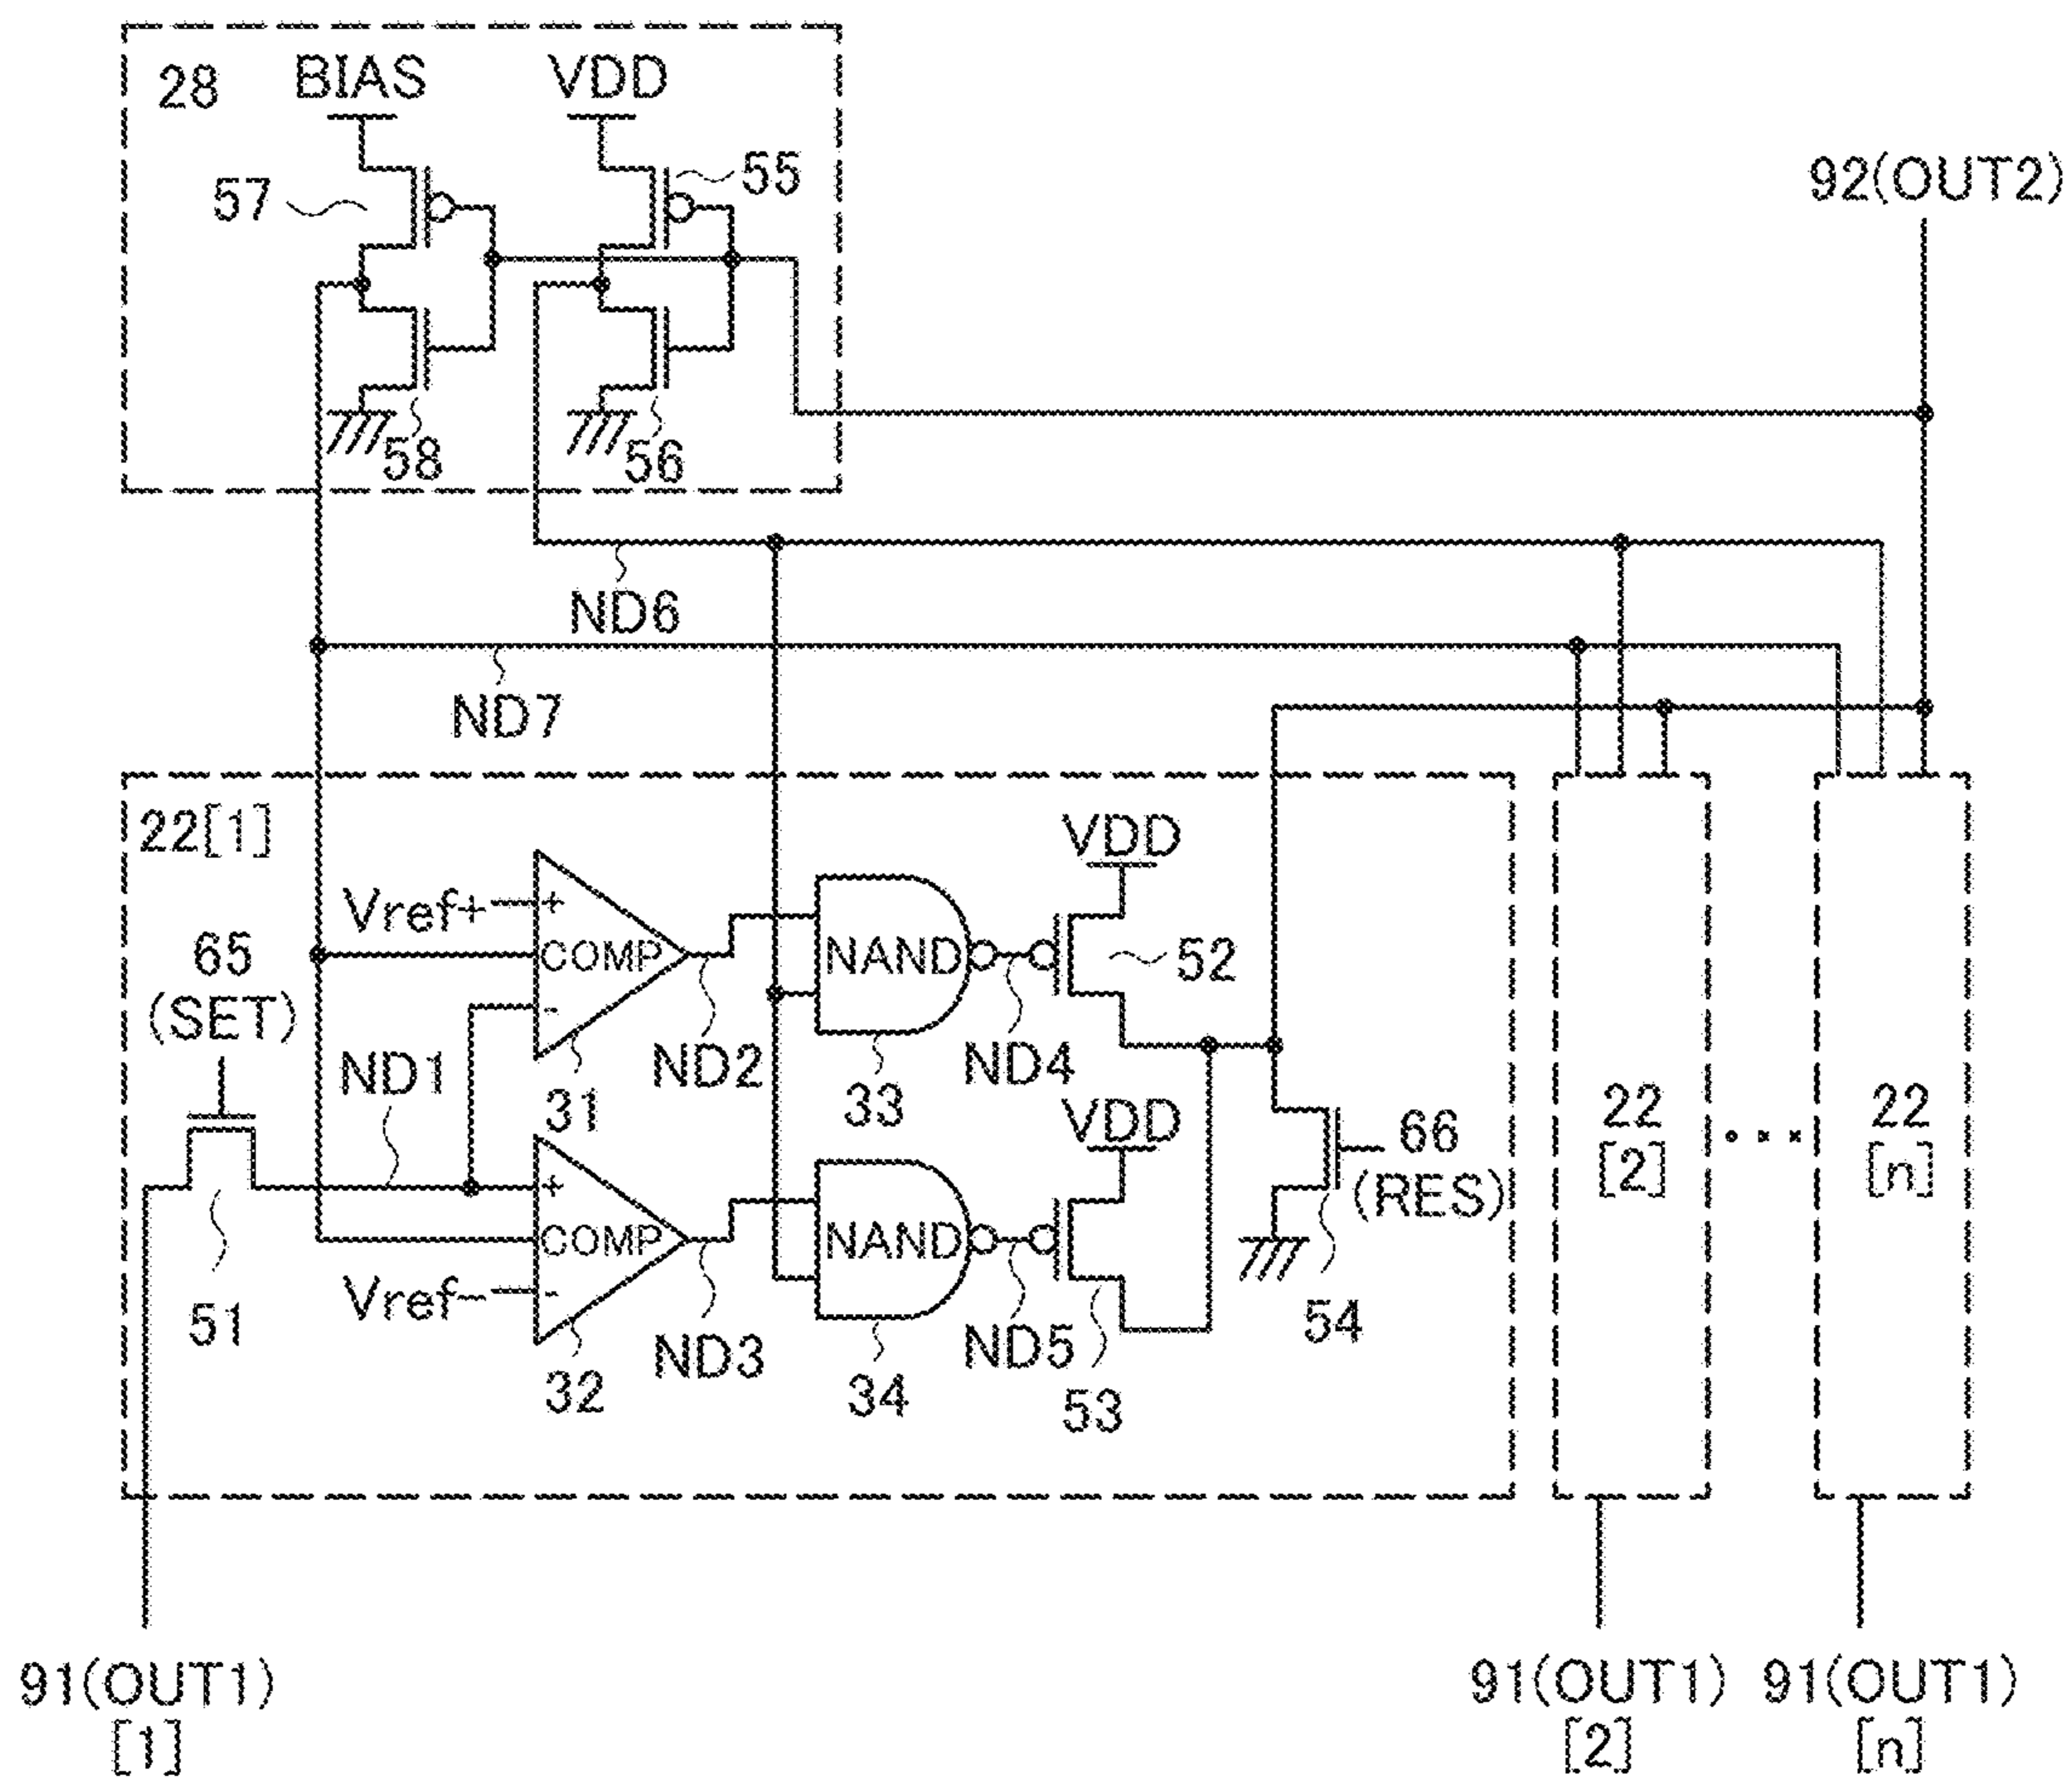 28
BIAS
VDD
57
55
92(OUT2)
58
56
ND6
ND7
22[1]
VDD
Vref+
+
COMP
-
NAND
52
65
(SET)
ND1
31
ND2
33
ND4
VDD
66
(RES)
22
[2]
22
[n]
+
COMP
-
NAND
Vref-
51
32
ND3
34
ND5
53
54
91(OUT1)
[1]
91(OUT1)
[2]
91(OUT1)
[n]